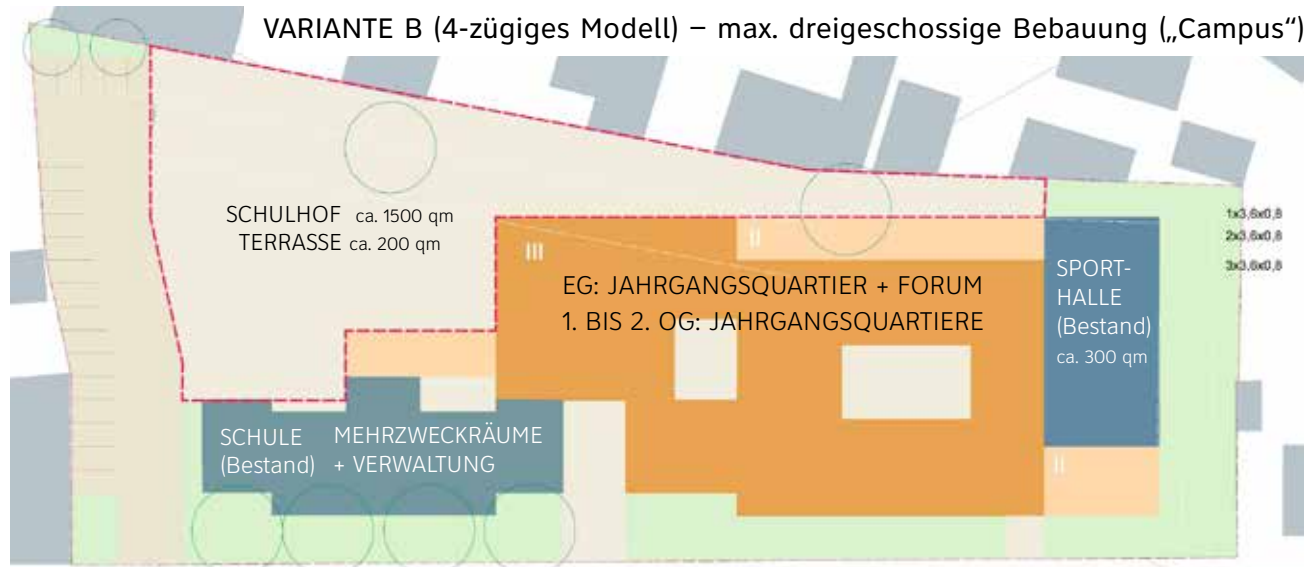 VARIANTE B (4-zügiges Modell) – max. dreigeschossige Bebauung („Campus“)
SCHULHOF ca. 1500 qm
TERRASSE ca. 200 qm
III
II
EG: JAHRGANGSQUARTIER + FORUM
1. BIS 2. OG: JAHRGANGSQUARTIERE
SPORT-
HALLE
(Bestand)
ca. 300 qm
1x3,6x0,8
2x3,6x0,8
3x3,6x0,8
SCHULE MEHRZWECKRÄUME
(Bestand) + VERWALTUNG
II